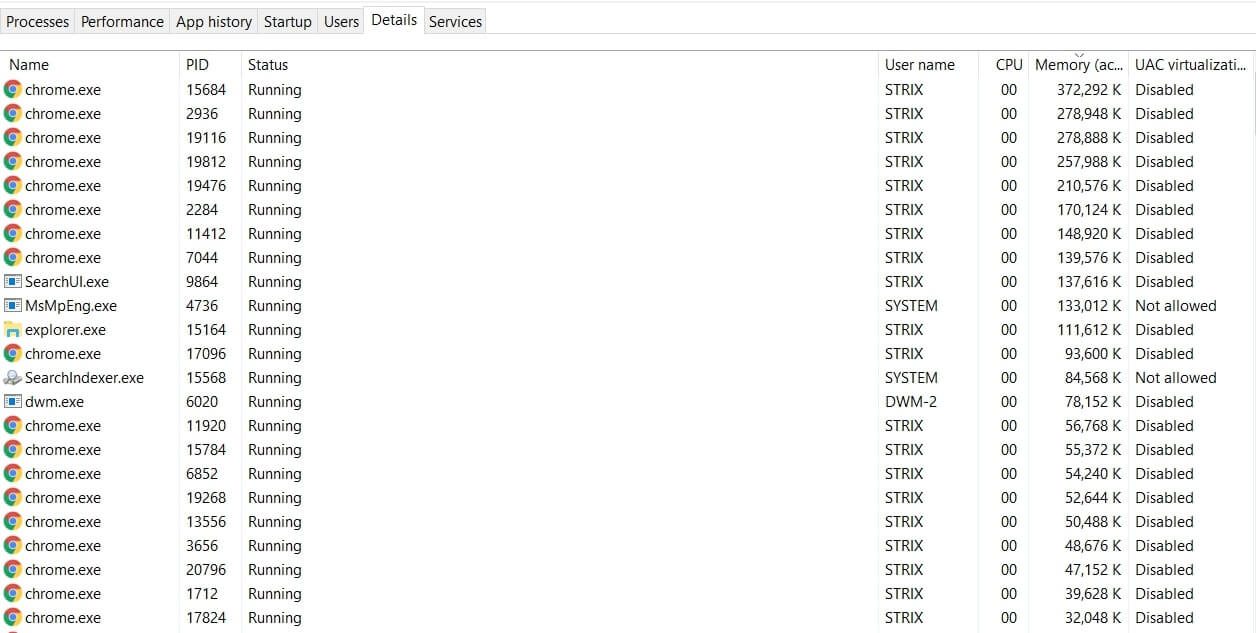 Processes Performance App history Startup Users Details Services
Name PID Status User name CPU Memory (ac... UAC virtualizati...
chrome.exe 15684 Running STRIX 00 372,292 K Disabled
chrome.exe 2936 Running STRIX 00 278,948 K Disabled
chrome.exe 19116 Running STRIX 00 278,888 K Disabled
chrome.exe 19812 Running STRIX 00 257,988 K Disabled
chrome.exe 19476 Running STRIX 00 210,576 K Disabled
chrome.exe 2284 Running STRIX 00 170,124 K Disabled
chrome.exe 11412 Running STRIX 00 148,920 K Disabled
chrome.exe 7044 Running STRIX 00 139,576 K Disabled
SearchUI.exe 9864 Running STRIX 00 137,616 K Disabled
MsMpEng.exe 4736 Running SYSTEM 00 133,012 K Not allowed
explorer.exe 15164 Running STRIX 00 111,612 K Disabled
chrome.exe 17096 Running STRIX 00 93,600 K Disabled
SearchIndexer.exe 15568 Running SYSTEM 00 84,568 K Not allowed
dwm.exe 6020 Running DWM-2 00 78,152 K Disabled
chrome.exe 11920 Running STRIX 00 56,768 K Disabled
chrome.exe 15784 Running STRIX 00 55,372 K Disabled
chrome.exe 6852 Running STRIX 00 54,240 K Disabled
chrome.exe 19268 Running STRIX 00 52,644 K Disabled
chrome.exe 13556 Running STRIX 00 50,488 K Disabled
chrome.exe 3656 Running STRIX 00 48,676 K Disabled
chrome.exe 20796 Running STRIX 00 47,152 K Disabled
chrome.exe 1712 Running STRIX 00 39,628 K Disabled
chrome.exe 17824 Running STRIX 00 32,048 K Disabled